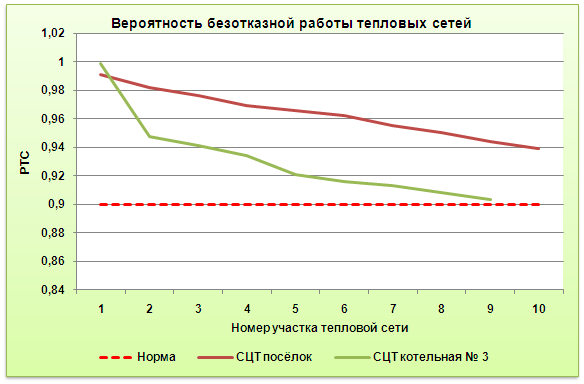 Вероятность безотказной работы тепловых сетей
1,02
1
0,98
0,96
0,94
0,92
0,9
0,88
0,86
0,84
РТС
1 2 3 4 5 6 7 8 9 10
Номер участка тепловой сети
Норма СЦТ посёлок СЦТ котельная № 3